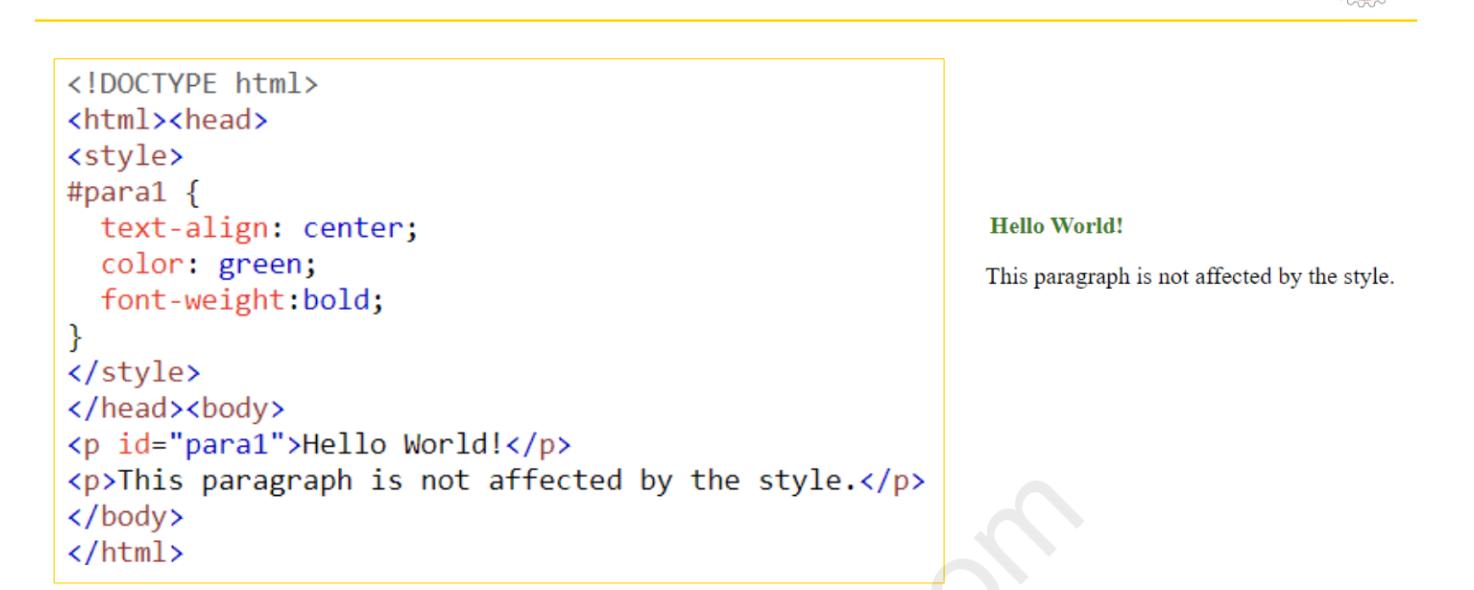 <!DOCTYPE html>
<html><head>
<style>
#para1 {
  text-align: center;
  color: green;
  font-weight:bold;
}
</style>
</head><body>
<p id="para1">Hello World!</p>
<p>This paragraph is not affected by the style.</p>
</body>
</html>
Hello World!
This paragraph is not affected by the style.
om